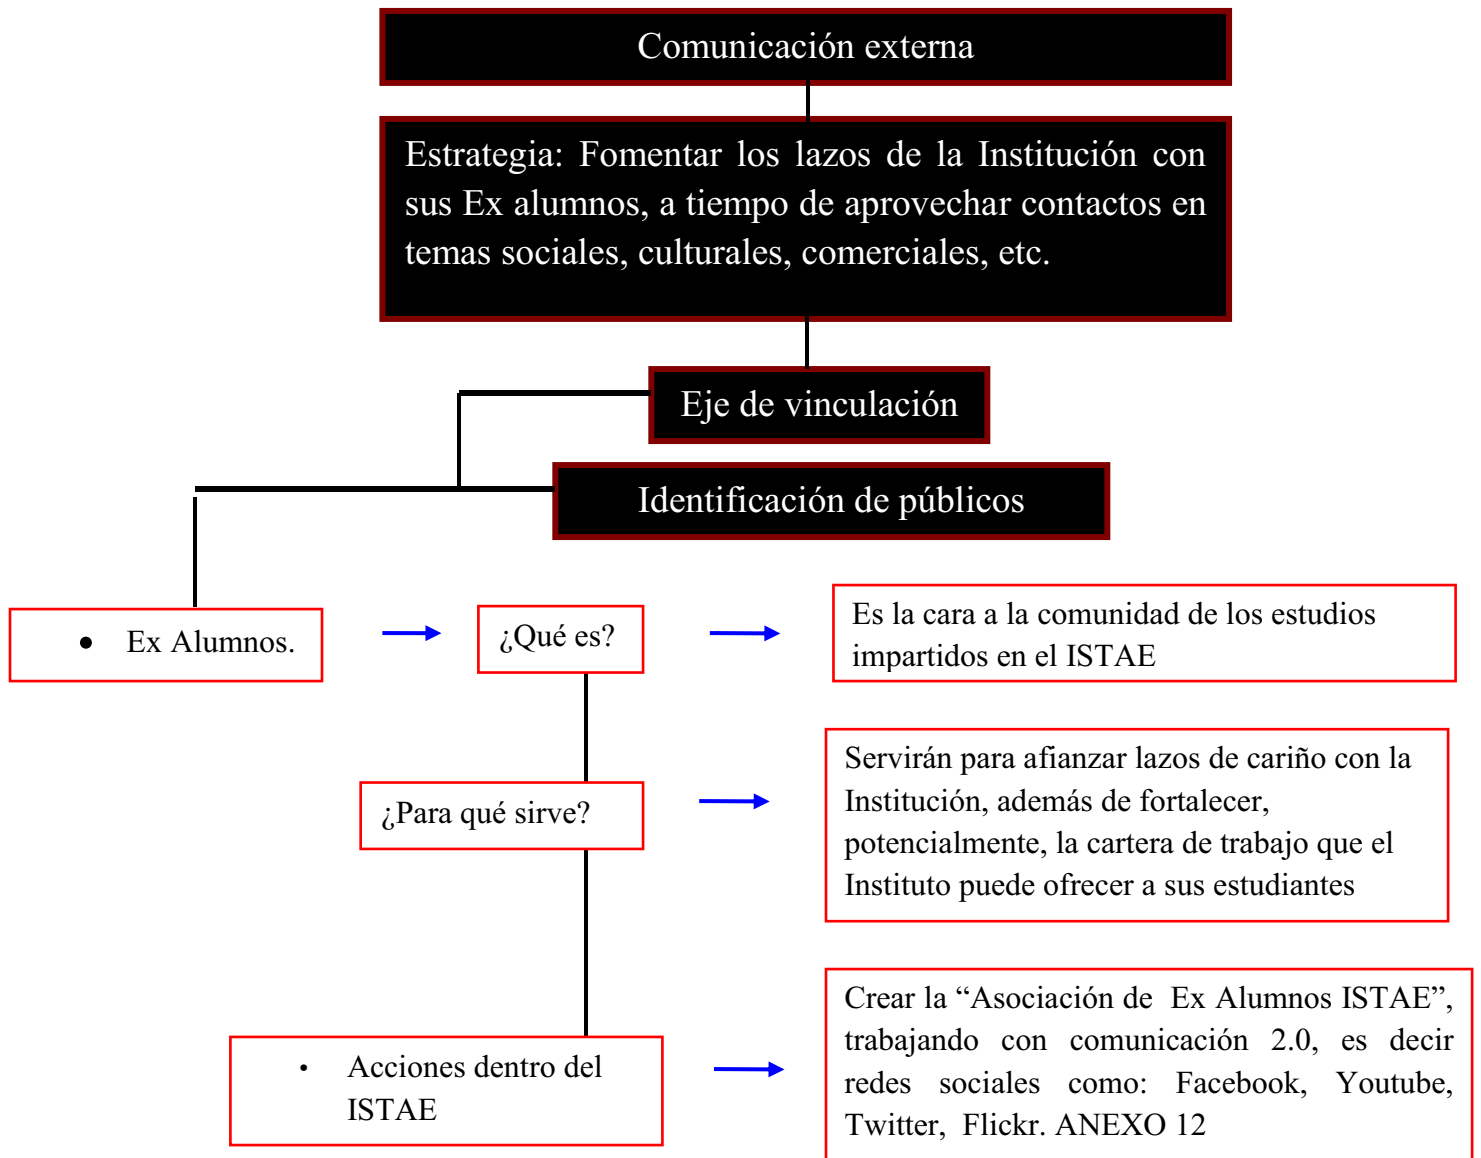 Comunicación externa
Estrategia: Fomentar los lazos de la Institución con
sus Ex alumnos, a tiempo de aprovechar contactos en
temas sociales, culturales, comerciales, etc.
Eje de vinculación
Identificación de públicos
• Ex Alumnos.
¿Qué es?
Es la cara a la comunidad de los estudios
impartidos en el ISTAE
¿Para qué sirve?
Servirán para afianzar lazos de cariño con la
Institución, además de fortalecer,
potencialmente, la cartera de trabajo que el
Instituto puede ofrecer a sus estudiantes
• Acciones dentro del
ISTAE
Crear la “Asociación de Ex Alumnos ISTAE”,
trabajando con comunicación 2.0, es decir
redes sociales como: Facebook, Youtube,
Twitter, Flickr. ANEXO 12